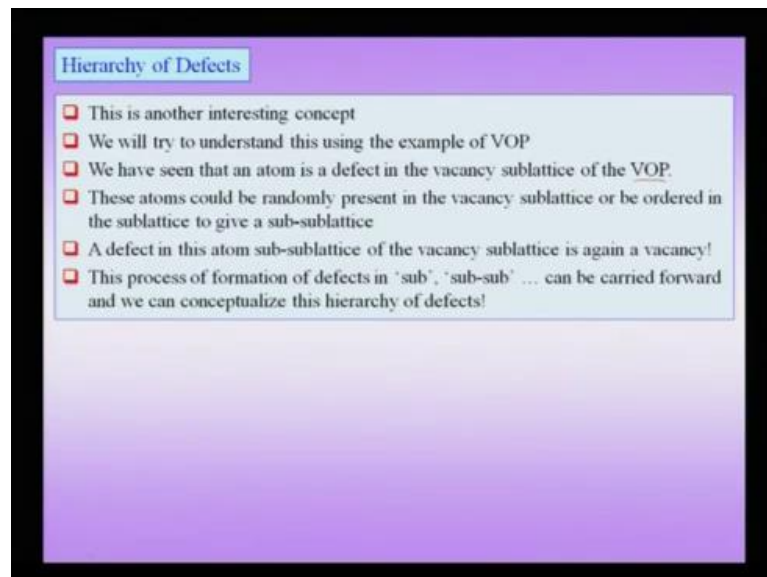 Hierarchy of Defects
This is another interesting concept
We will try to understand this using the example of VOP
We have seen that an atom is a defect in the vacancy sublattice of the VOP.
These atoms could be randomly present in the vacancy sublattice or be ordered in
the sublattice to give a sub-sublattice
A defect in this atom sub-sublattice of the vacancy sublattice is again a vacancy!
This process of formation of defects in ‘sub’, ‘sub-sub’ … can be carried forward
and we can conceptualize this hierarchy of defects!